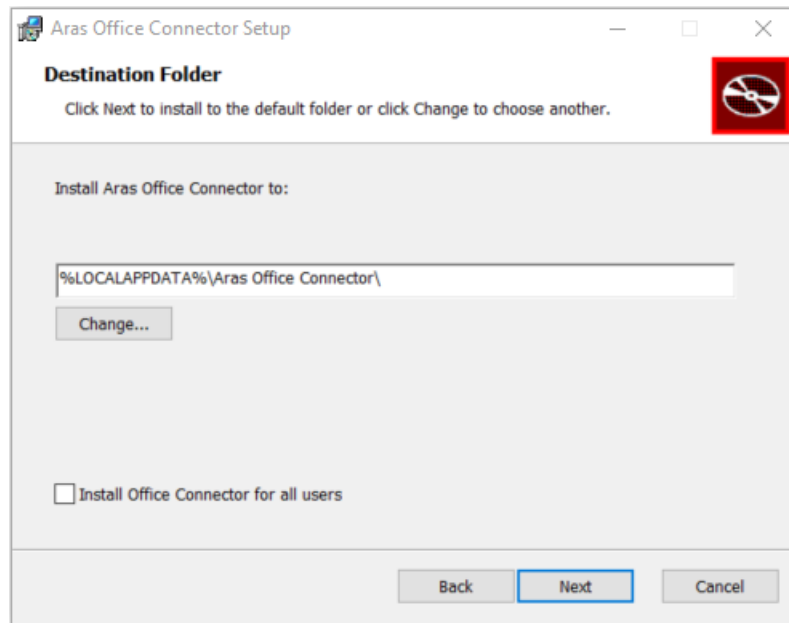 Aras Office Connector Setup
Destination Folder
Click Next to install to the default folder or click Change to choose another.
Install Aras Office Connector to:
%LOCALAPPDATA%\Aras Office Connector\
Change...
Install Office Connector for all users
Back Next Cancel